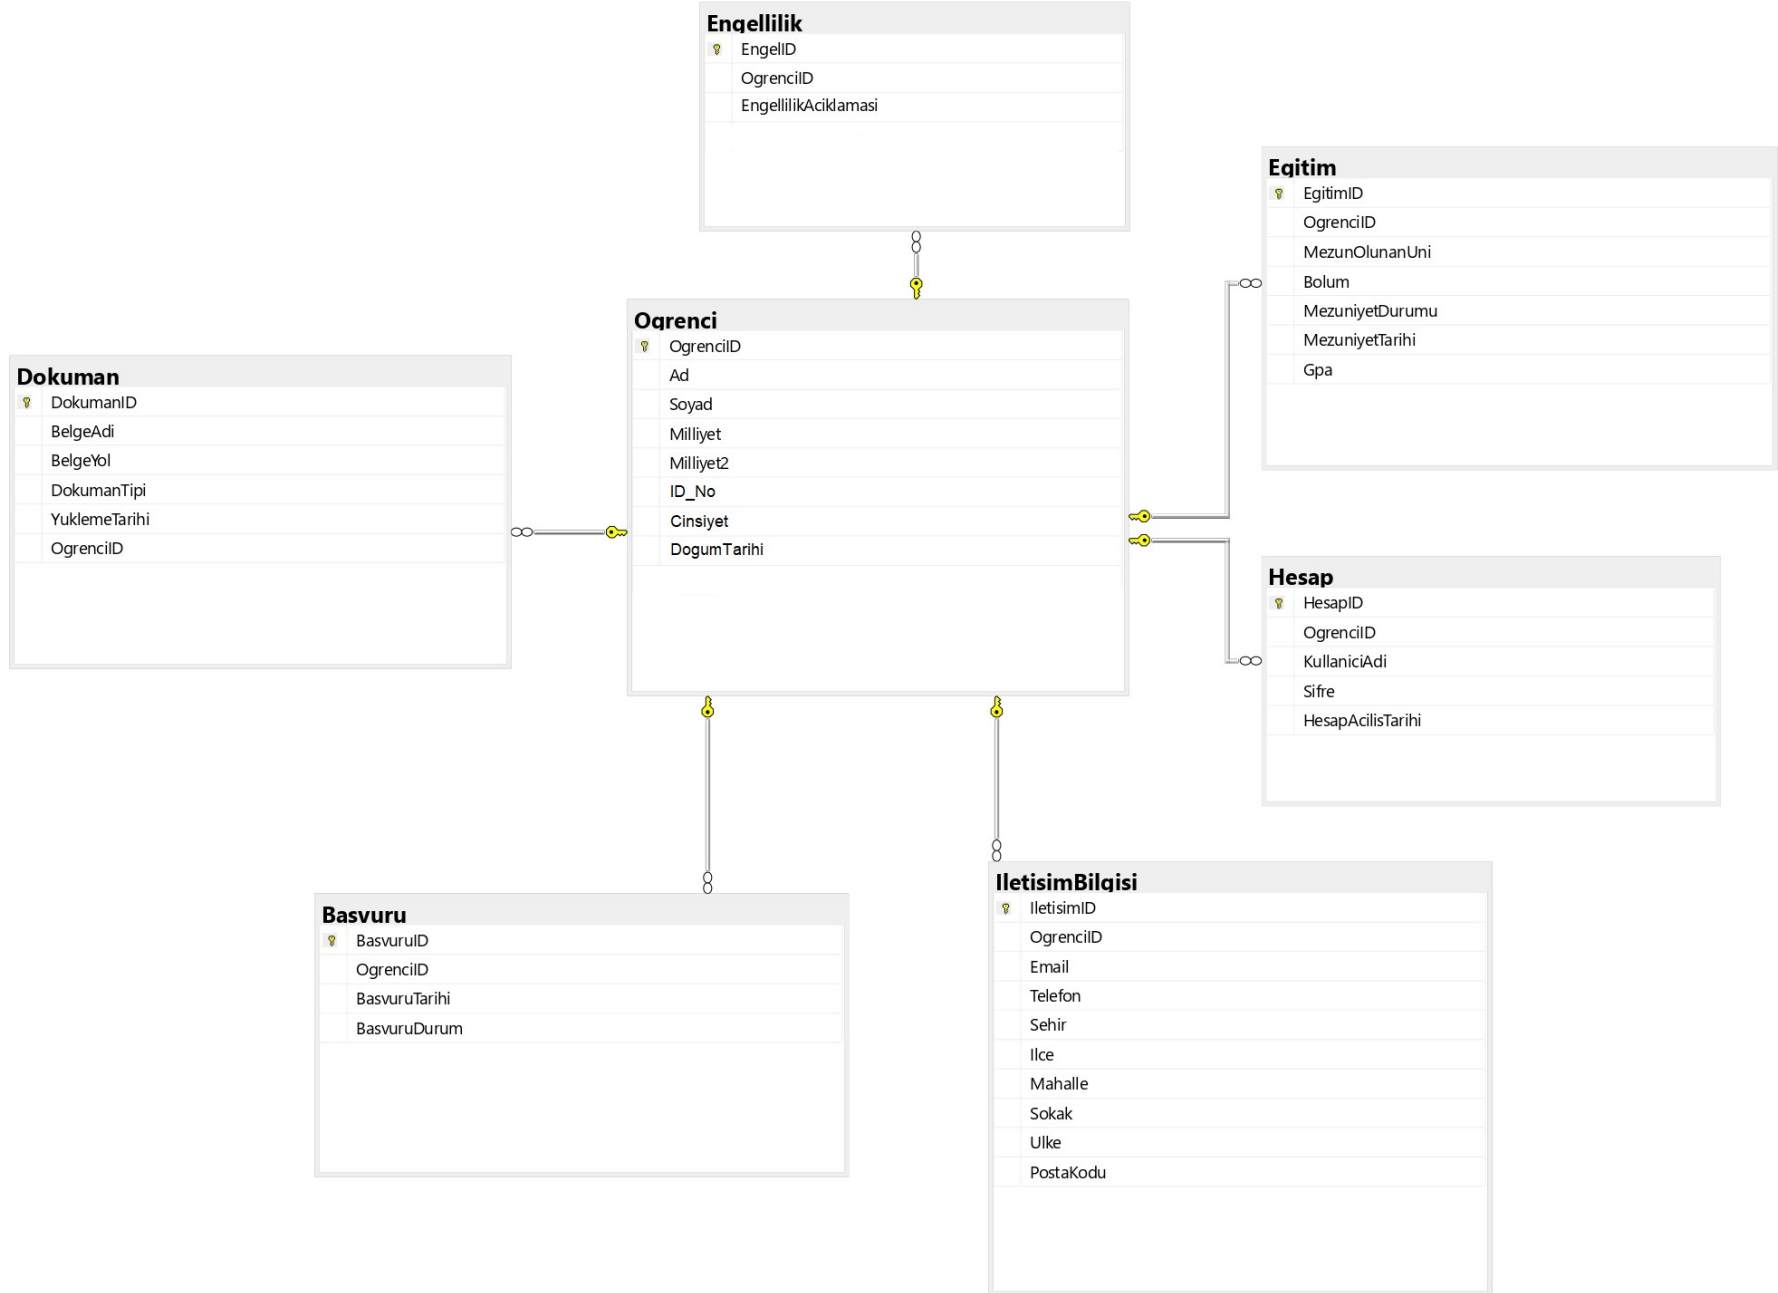 Engellilik
EngelID
OgrenciID
EngellilikAciklamasi
Egitim
EgitimID
OgrenciID
MezunOlunanUni
Bolum
MezuniyetDurumu
MezuniyetTarihi
Gpa
Ogrenci
OgrenciID
Ad
Soyad
Milliyet
Milliyet2
ID_No
Cinsiyet
DogumTarihi
Dokuman
DokumanID
BelgeAdi
BelgeYol
DokumanTipi
YuklemeTarihi
OgrenciID
Hesap
HesapID
OgrenciID
KullaniciAdi
Sifre
HesapAcilisTarihi
Basvuru
BasvuruID
OgrenciID
BasvuruTarihi
BasvuruDurum
IletisimBilgisi
IletisimID
OgrenciID
Email
Telefon
Sehir
Ilce
Mahalle
Sokak
Ulke
PostaKodu